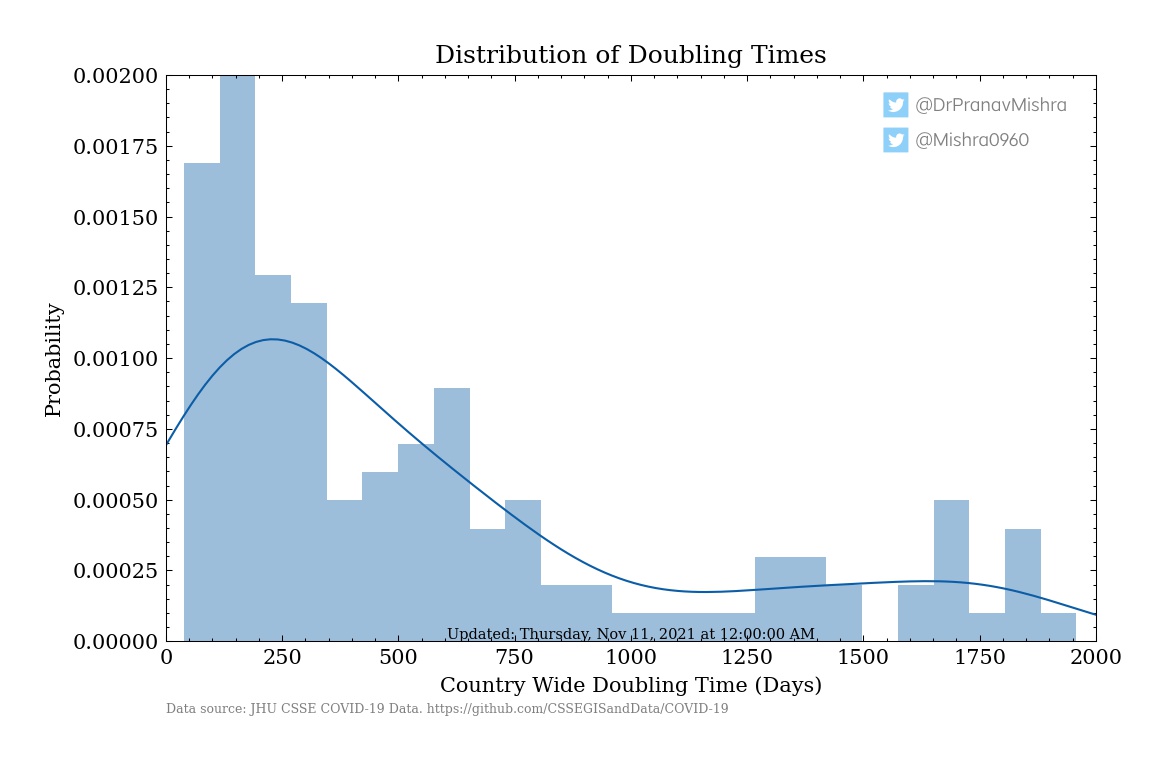 Distribution of Doubling Times
0.00200
0.00175
0.00150
0.00125
0.00100
0.00075
0.00050
0.00025
0.00000
Probability
@DrPranavMishra
@Mishra0960
Updated: Thursday, Nov 11, 2021 at 12:00:00 AM
0 250 500 750 1000 1250 1500 1750 2000
Country Wide Doubling Time (Days)
Data source: JHU CSSE COVID-19 Data. https://github.com/CSSEGISandData/COVID-19